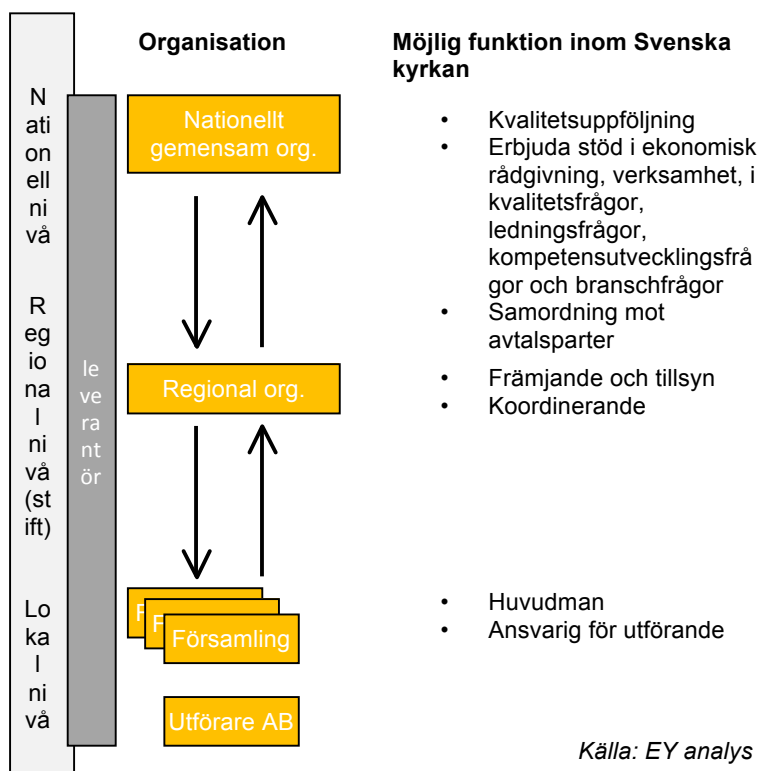 Organisation
Möjlig funktion inom Svenska
kyrkan
N
ati
on
ell
ni
vå
Nationellt
gemensam org.
• Kvalitetsuppföljning
• Erbjuda stöd i ekonomisk
rådgivning, verksamhet, i
kvalitetsfrågor,
ledningsfrågor,
kompetensutvecklingsfrå
gor och branschfrågor
• Samordning mot
avtalsparter
R
eg
io
na
l
ni
vå
(st
ift)
le
ve
ra
nt
ör
Regional org.
• Främjande och tillsyn
• Koordinerande
Lo
ka
l
ni
vå
F
F
Församling
• Huvudman
• Ansvarig för utförande
Utförare AB
Källa: EY analys